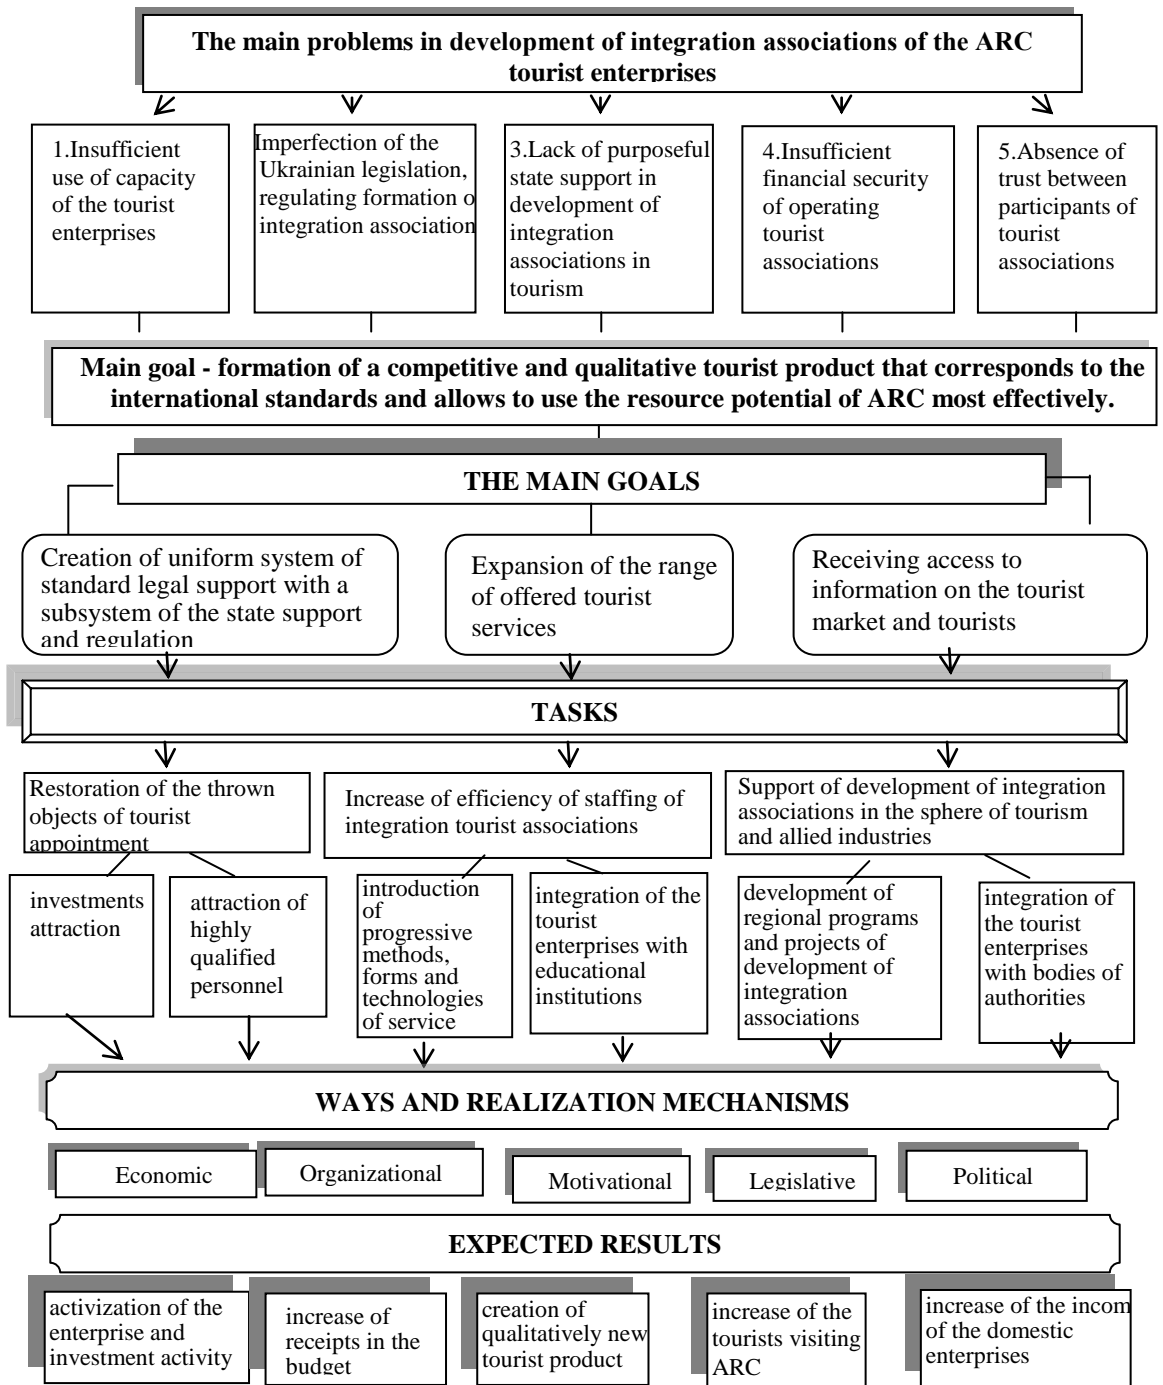 The main problems in development of integration associations of the ARC
tourist enterprises
1.Insufficient
use of capacity
of the tourist
enterprises
Imperfection of the
Ukrainian legislation,
regulating formation o
integration association
3.Lack of purposeful
state support in
development of
integration
associations in
tourism
4.Insufficient
financial security
of operating
tourist
associations
5.Absence of
trust between
participants of
tourist
associations
Main goal - formation of a competitive and qualitative tourist product that corresponds to the
international standards and allows to use the resource potential of ARC most effectively.
THE MAIN GOALS
Creation of uniform system of
standard legal support with a
subsystem of the state support
and regulation
Expansion of the range
of offered tourist
services
Receiving access to
information on the tourist
market and tourists
TASKS
Restoration of the thrown
objects of tourist
appointment
Increase of efficiency of staffing of
integration tourist associations
Support of development of integration
associations in the sphere of tourism
and allied industries
investments
attraction
attraction of
highly
qualified
personnel
introduction
of
progressive
methods,
forms and
technologies
of service
integration of the
tourist
enterprises with
educational
institutions
development of
regional programs
and projects of
development of
integration
associations
integration of
the tourist
enterprises
with bodies of
authorities
WAYS AND REALIZATION MECHANISMS
Economic
Organizational
Motivational
Legislative
Political
EXPECTED RESULTS
activization of the
enterprise and
investment activity
increase of
receipts in the
budget
creation of
qualitatively new
tourist product
increase of the
tourists visiting
ARC
increase of the incom
of the domestic
enterprises